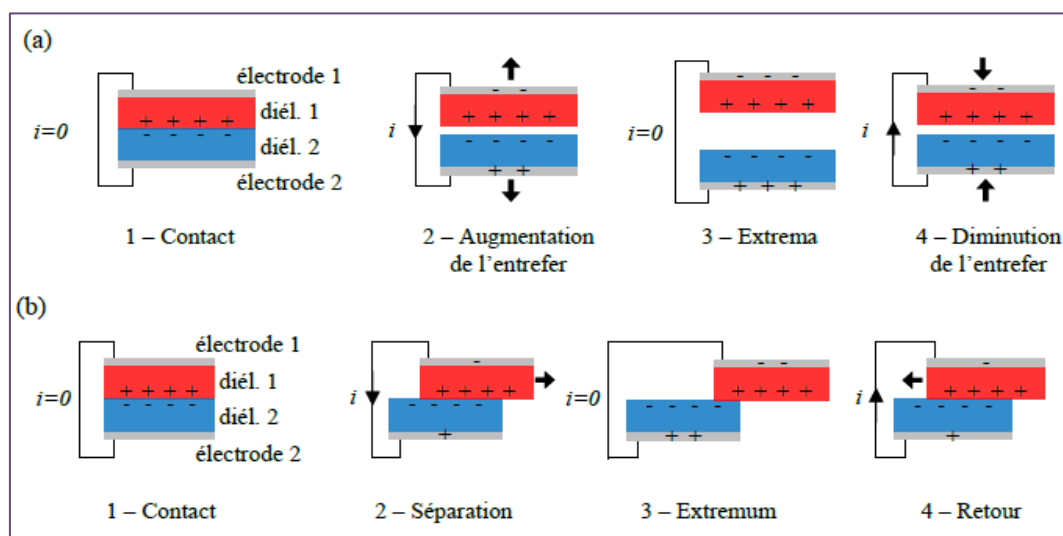 (a)
électrode 1
diél. 1
+ + + +
i=0
- - - -
diél. 2
électrode 2
1 – Contact
- -
+ + + +
i
- - - -
+ +
2 – Augmentation
de l'entrefer
- - -
+ + + +
i=0
- - - -
+ + +
3 – Extrema
- -
+ + + +
i
- - - -
+ +
4 – Diminution
de l'entrefer
(b)
électrode 1
diél. 1
+ + + +
i=0
- - - -
diél. 2
électrode 2
1 – Contact
-
+ + + +
i
- - - -
+
2 – Séparation
- -
+ + + +
i=0
- - - -
+ +
3 – Extremum
-
+ + + +
i
- - - -
+
4 – Retour